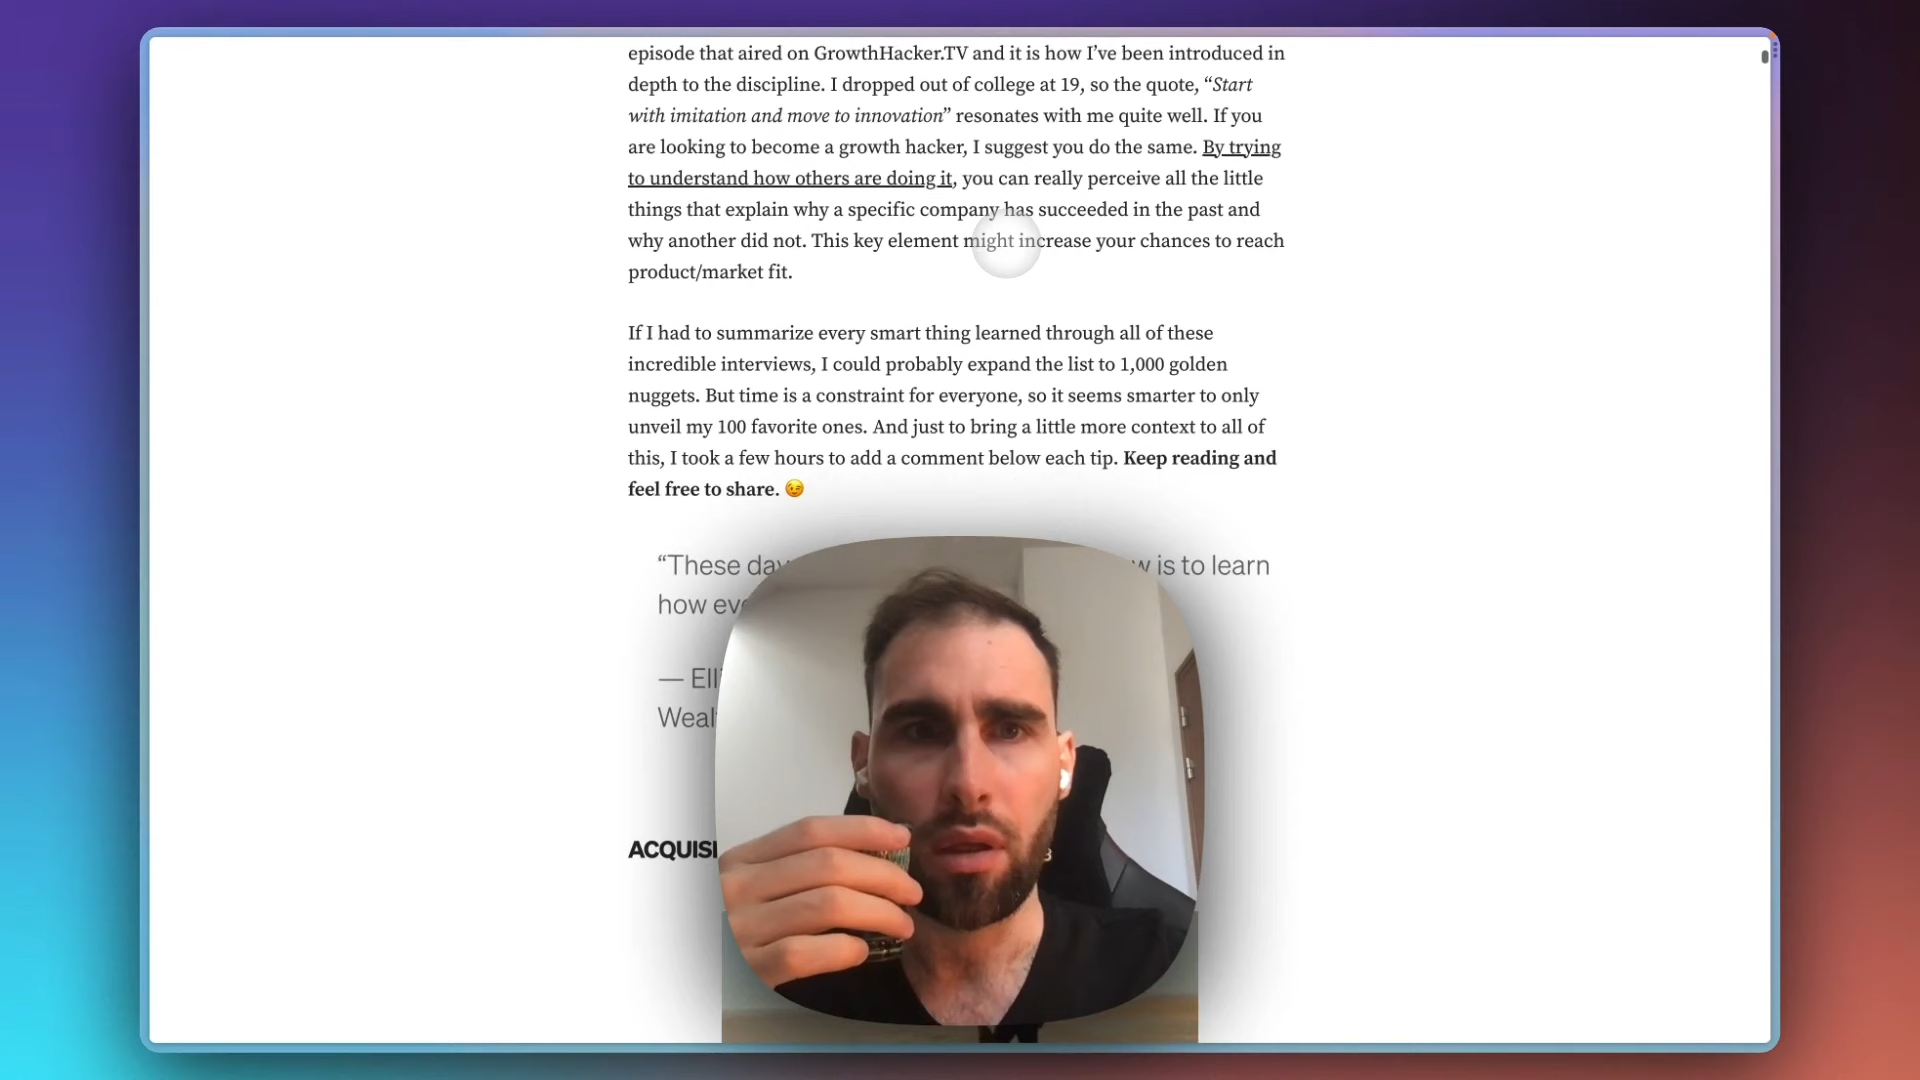 episode that aired on GrowthHacker.TV and it is how I’ve been introduced in
depth to the discipline. I dropped out of college at 19, so the quote, “Start
with imitation and move to innovation” resonates with me quite well. If you
are looking to become a growth hacker, I suggest you do the same. By trying
to understand how others are doing it, you can really perceive all the little
things that explain why a specific company has succeeded in the past and
why another did not. This key element might increase your chances to reach
product/market fit.
If I had to summarize every smart thing learned through all of these
incredible interviews, I could probably expand the list to 1,000 golden
nuggets. But time is a constraint for everyone, so it seems smarter to only
unveil my 100 favorite ones. And just to bring a little more context to all of
this, I took a few hours to add a comment below each tip. Keep reading and
feel free to share. 😉
“These is to learn
how
—